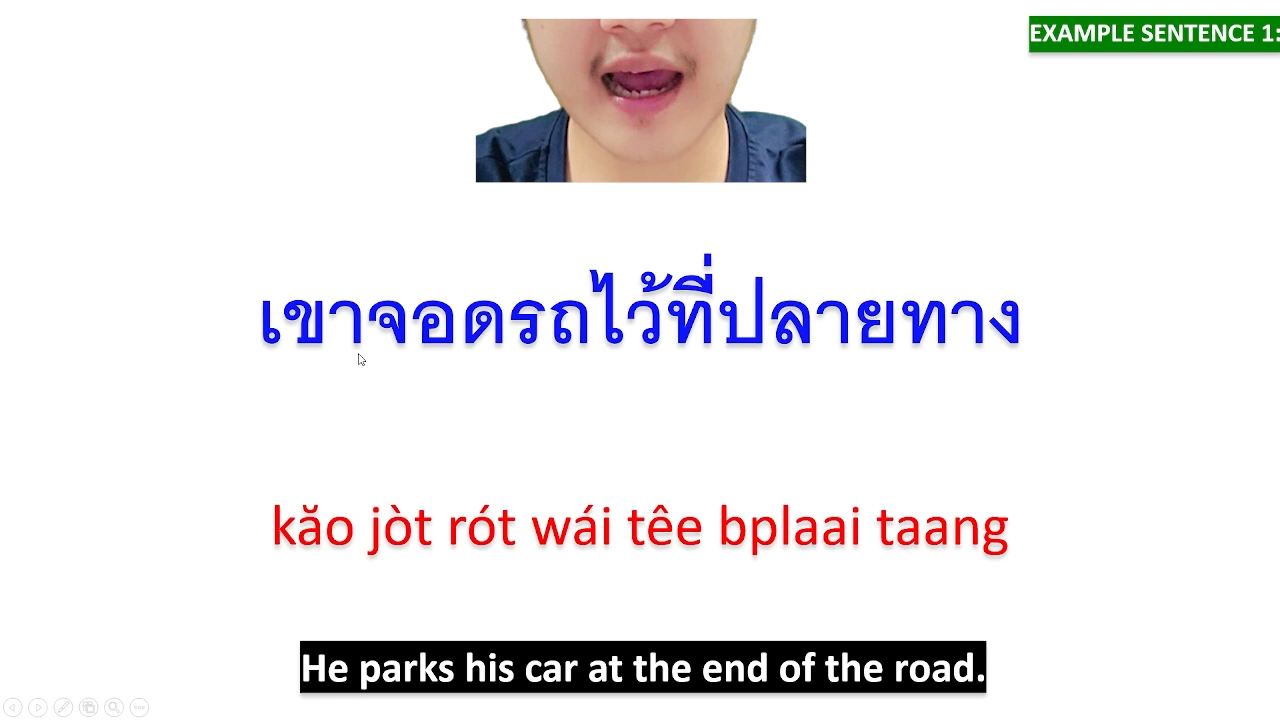 EXAMPLE SENTENCE 1:
เขาจอดรถไว้ที่ปลายทาง
kăo jòt rót wái têe bplaai taang
He parks his car at the end of the road.